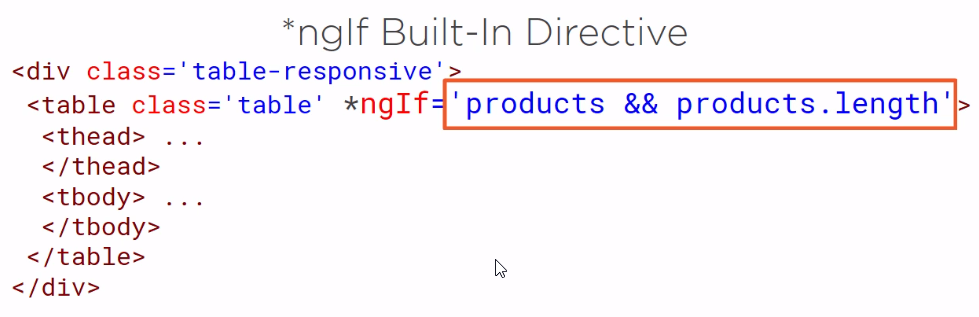 *ngIf Built-In Directive
<div class='table-responsive'>
<table class='table' *ngIf='products && products.length'>
<thead> ...
</thead>
<tbody> ...
</tbody>
</table>
</div>